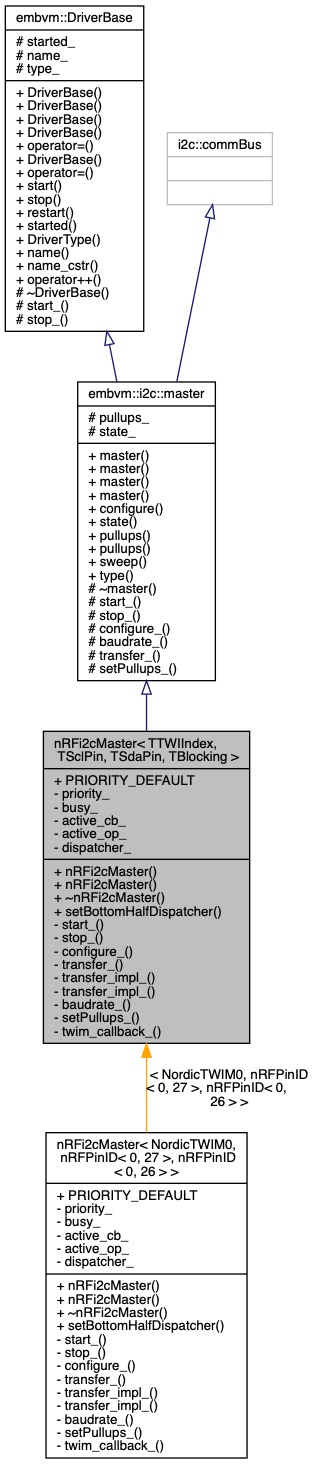 embvm::DriverBase
# started_
# name_
# type_
+ DriverBase()
+ DriverBase()
+ DriverBase()
+ DriverBase()
+ operator=()
+ DriverBase()
+ operator=()
+ start()
+ stop()
+ restart()
+ started()
+ DriverType()
+ name()
+ name_cstr()
+ operator++()
# ~DriverBase()
# start_()
# stop_()
i2c::commBus
embvm::i2c::master
# pullups_
# state_
+ master()
+ master()
+ master()
+ master()
+ configure()
+ state()
+ pullups()
+ pullups()
+ sweep()
+ type()
# ~master()
# start_()
# stop_()
# configure_()
# baudrate_()
# transfer_()
# setPullups_()
nRFi2cMaster< TTWIIndex,
TSclPin, TSdaPin, TBlocking >
+ PRIORITY_DEFAULT
- priority_
- busy_
- active_cb_
- active_op_
- dispatcher_
+ nRFi2cMaster()
+ nRFi2cMaster()
+ ~nRFi2cMaster()
+ setBottomHalfDispatcher()
- start_()
- stop_()
- configure_()
- transfer_()
- transfer_impl_()
- transfer_impl_()
- baudrate_()
- setPullups_()
- twim_callback_()
< NordicTWIM0, nRFPinID
< 0, 27 >, nRFPinID< 0,
26 > >
nRFi2cMaster< NordicTWIM0,
nRFPinID< 0, 27 >, nRFPinID
< 0, 26 > >
+ PRIORITY_DEFAULT
- priority_
- busy_
- active_cb_
- active_op_
- dispatcher_
+ nRFi2cMaster()
+ nRFi2cMaster()
+ ~nRFi2cMaster()
+ setBottomHalfDispatcher()
- start_()
- stop_()
- configure_()
- transfer_()
- transfer_impl_()
- transfer_impl_()
- baudrate_()
- setPullups_()
- twim_callback_()